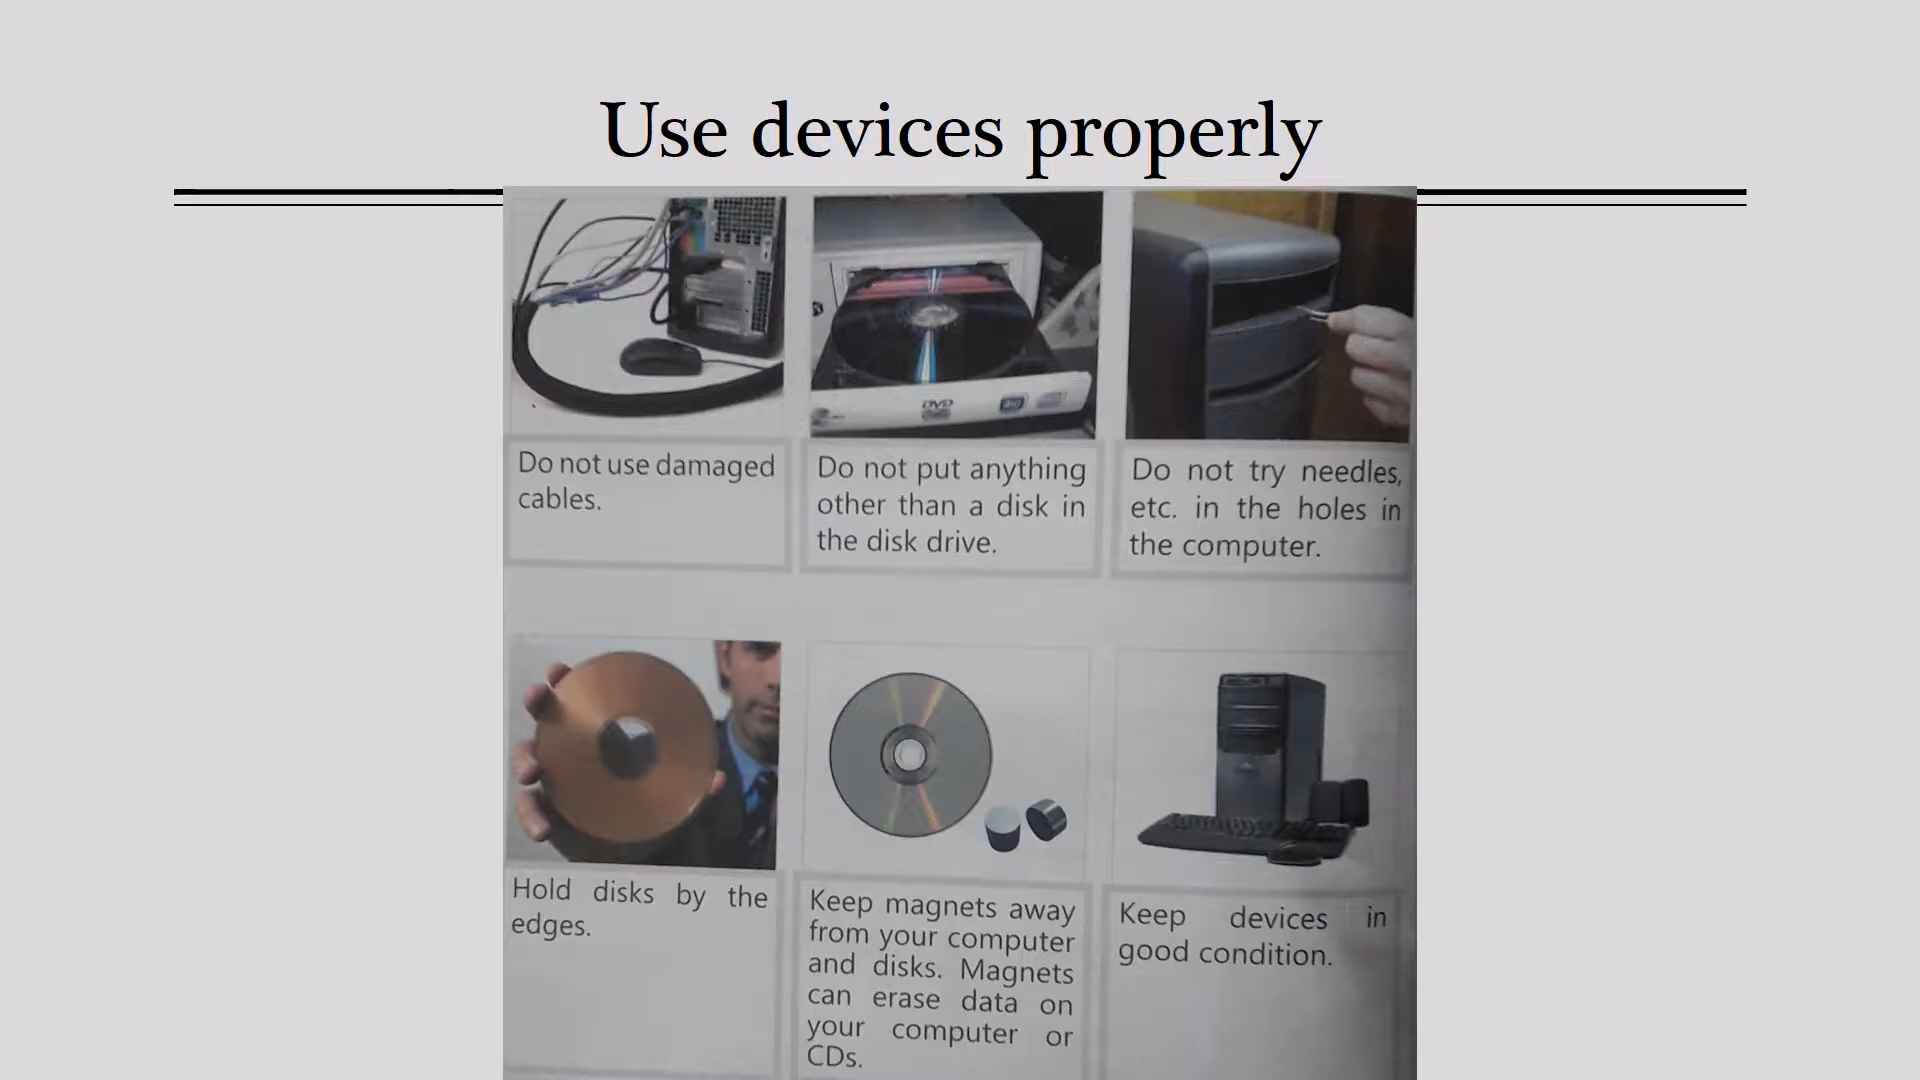 Use devices properly
DVD
Do not use damaged
cables.
Do not put anything
other than a disk in
the disk drive.
Do not try needles,
etc. in the holes in
the computer.
Hold disks by the
edges.
Keep magnets away
from your computer
and disks. Magnets
can erase data on
your computer or
CDs.
Keep devices in
good condition.